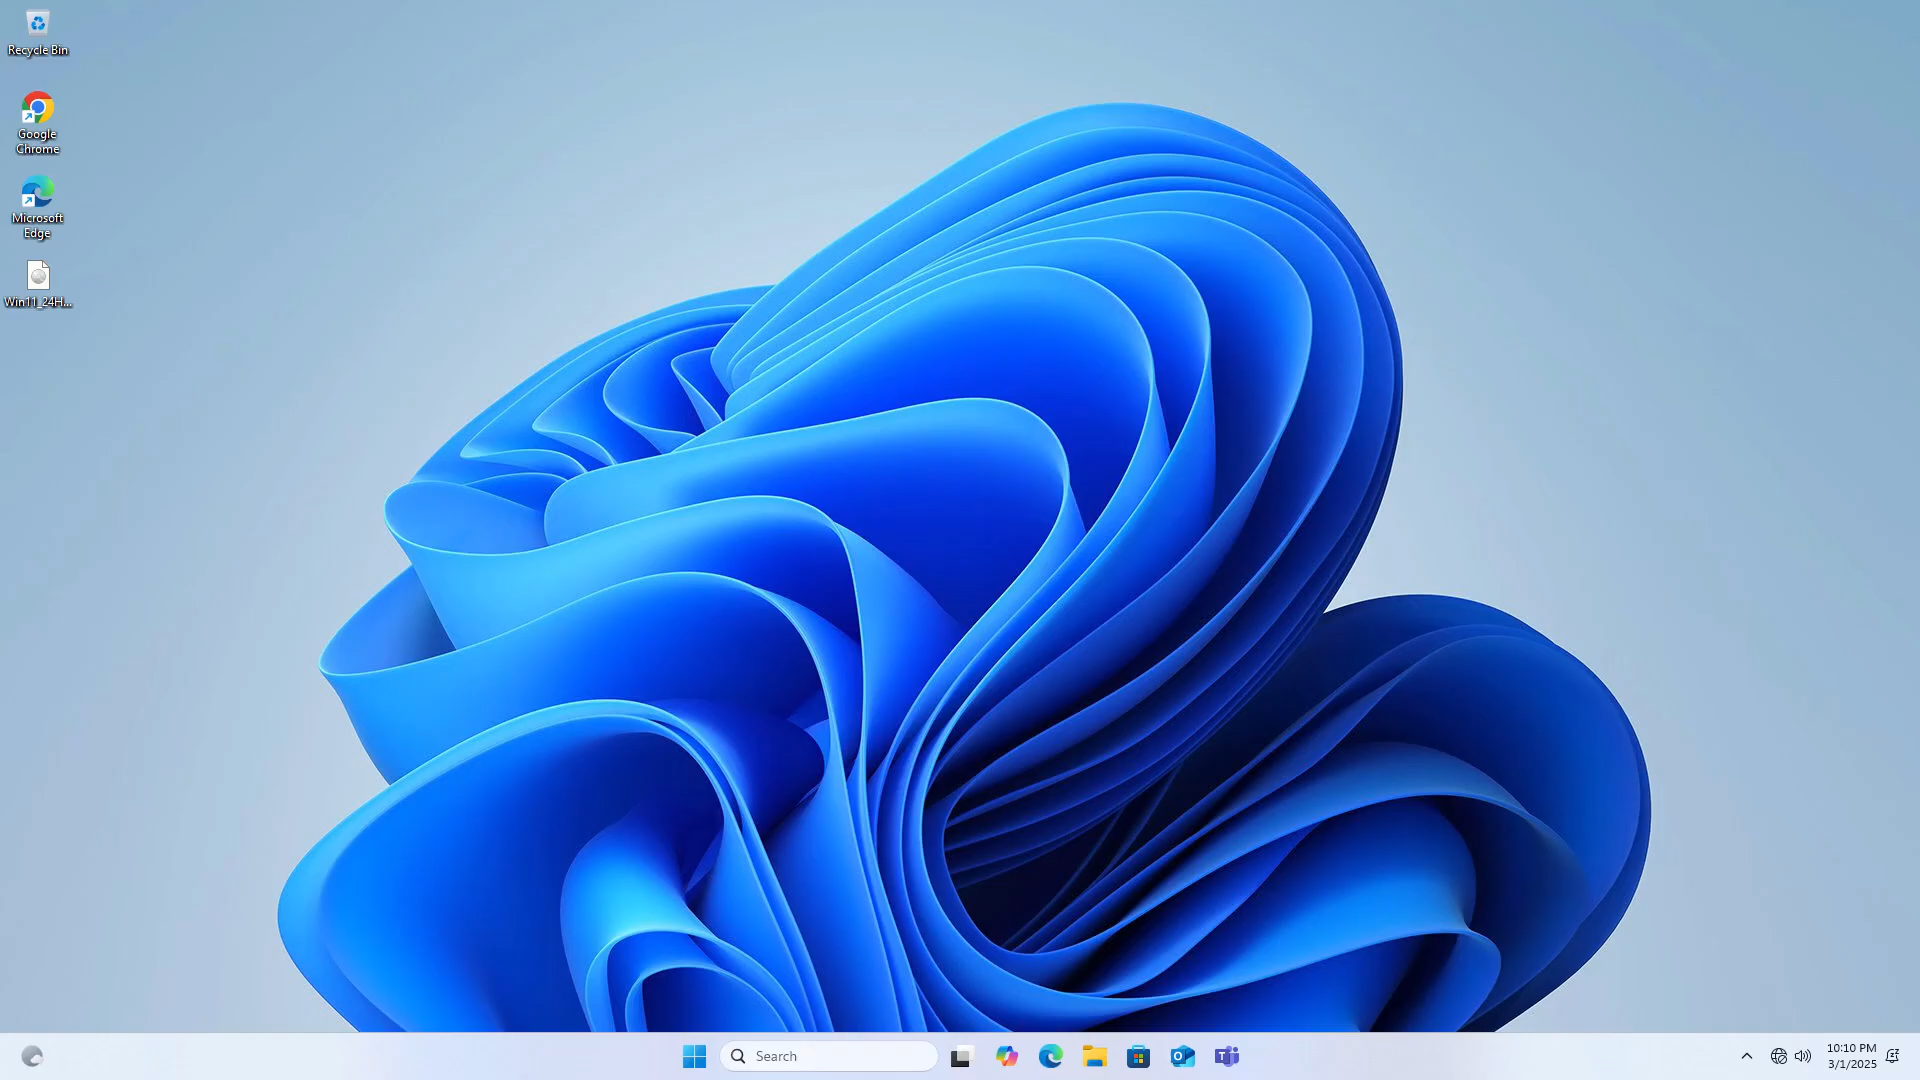 Recycle Bin
Google
Chrome
Microsoft
Edge
Win11_24H...
Search
10:10 PM
3/1/2025